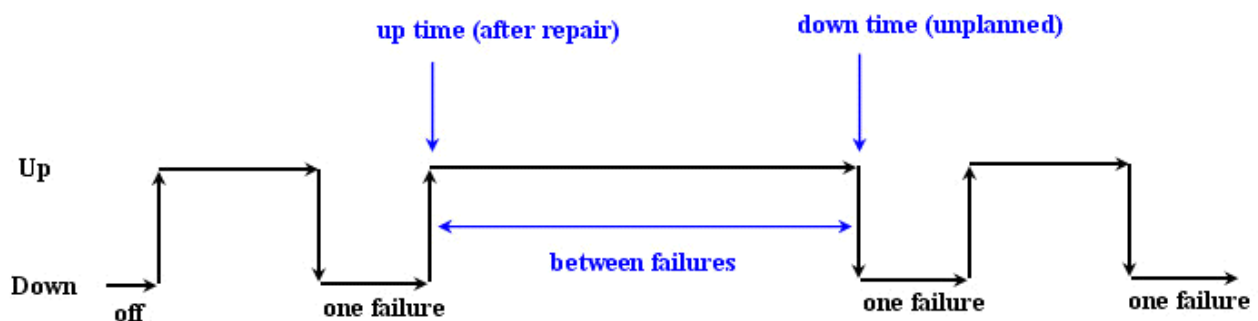 up time (after repair)
down time (unplanned)
Up
between failures
Down
off
one failure
one failure
one failure